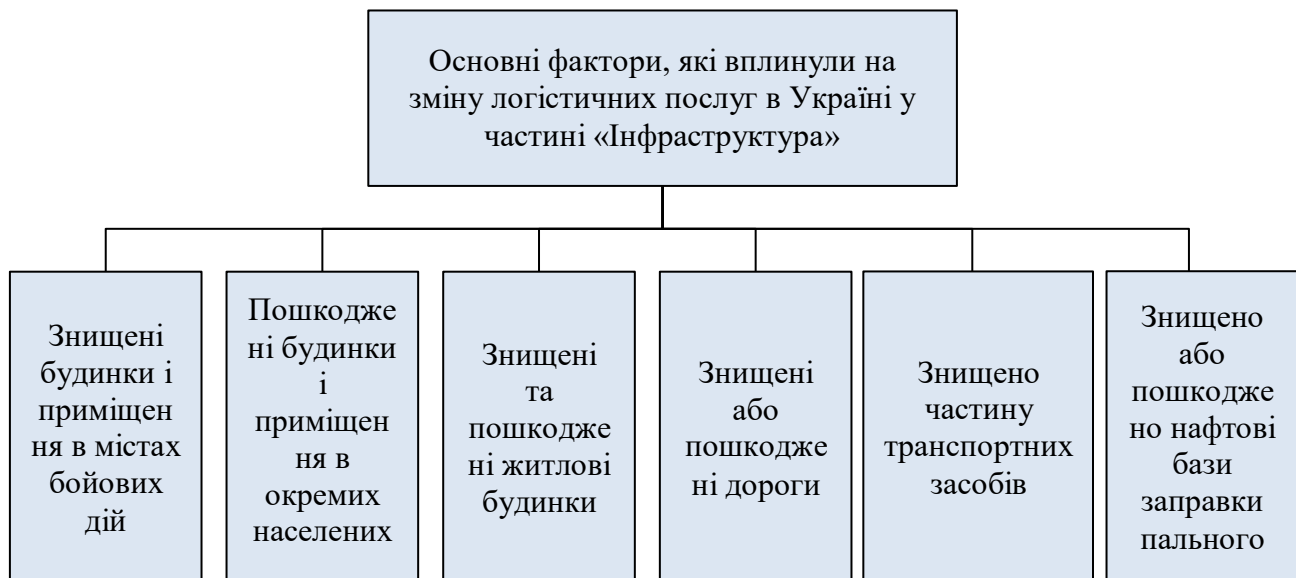 Основні фактори, які вплинули на
зміну логістичних послуг в Україні у
частині «Інфраструктура»
Знищені
будинки і
приміщен
ня в містах
бойових
дій
Пошкодже
ні будинки
і
приміщен
ня в
окремих
населених
Знищені
та
пошкодже
ні житлові
будинки
Знищені
або
пошкодже
ні дороги
Знищено
частину
транспортних
засобів
Знищено
або
пошкодже
но нафтові
бази
заправки
пального